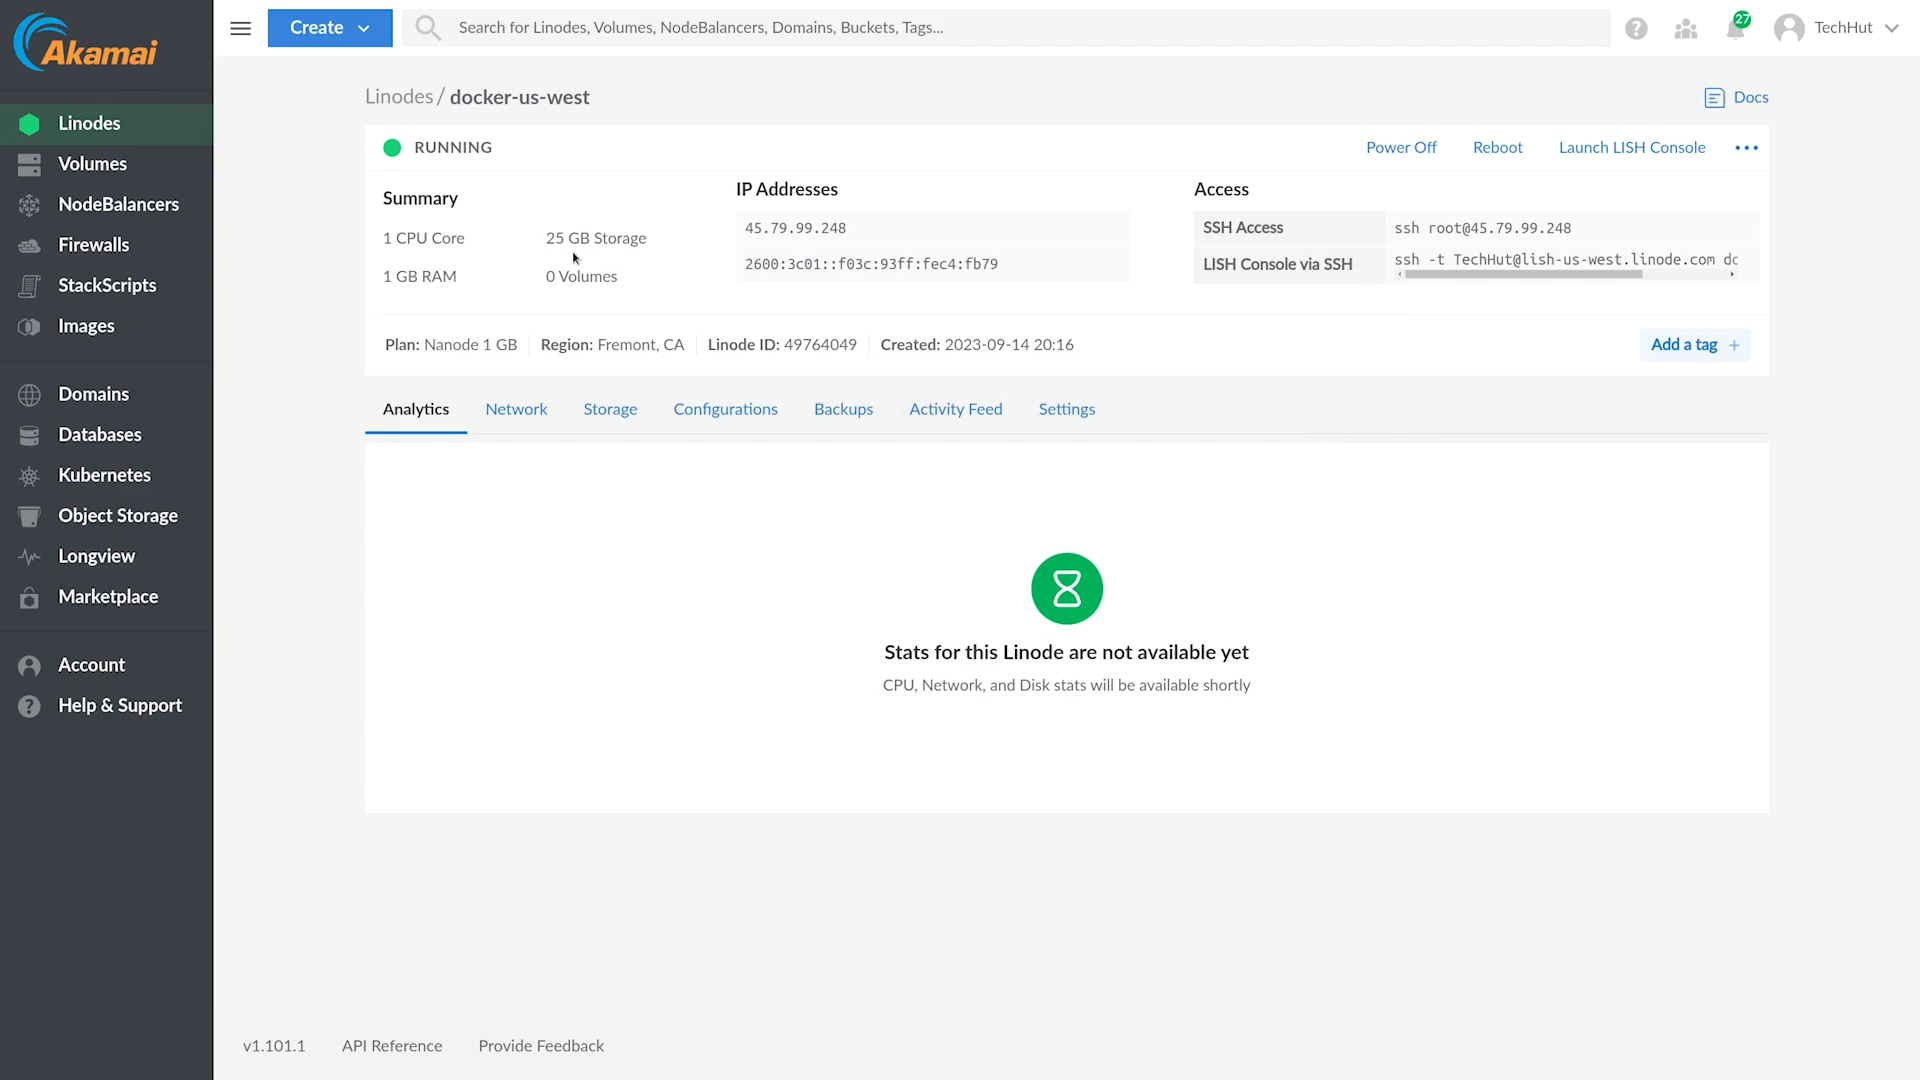 Akamai
Create
Search for Linodes, Volumes, NodeBalancers, Domains, Buckets, Tags...
27
TechHut
Linodes
Volumes
NodeBalancers
Firewalls
StackScripts
Images
Domains
Databases
Kubernetes
Object Storage
Longview
Marketplace
Account
Help & Support
Linodes / docker-us-west
Docs
RUNNING
Power Off
Reboot
Launch LISH Console
Summary
1 CPU Core
25 GB Storage
1 GB RAM
0 Volumes
IP Addresses
45.79.99.248
2600:3c01::f03c:93ff:fec4:fb79
Access
SSH Access
ssh root@45.79.99.248
LISH Console via SSH
ssh -t TechHut@lish-us-west.linode.com dc
Plan: Nanode 1 GB
Region: Fremont, CA
Linode ID: 49764049
Created: 2023-09-14 20:16
Add a tag +
Analytics
Network
Storage
Configurations
Backups
Activity Feed
Settings
Stats for this Linode are not available yet
CPU, Network, and Disk stats will be available shortly
v1.101.1
API Reference
Provide Feedback